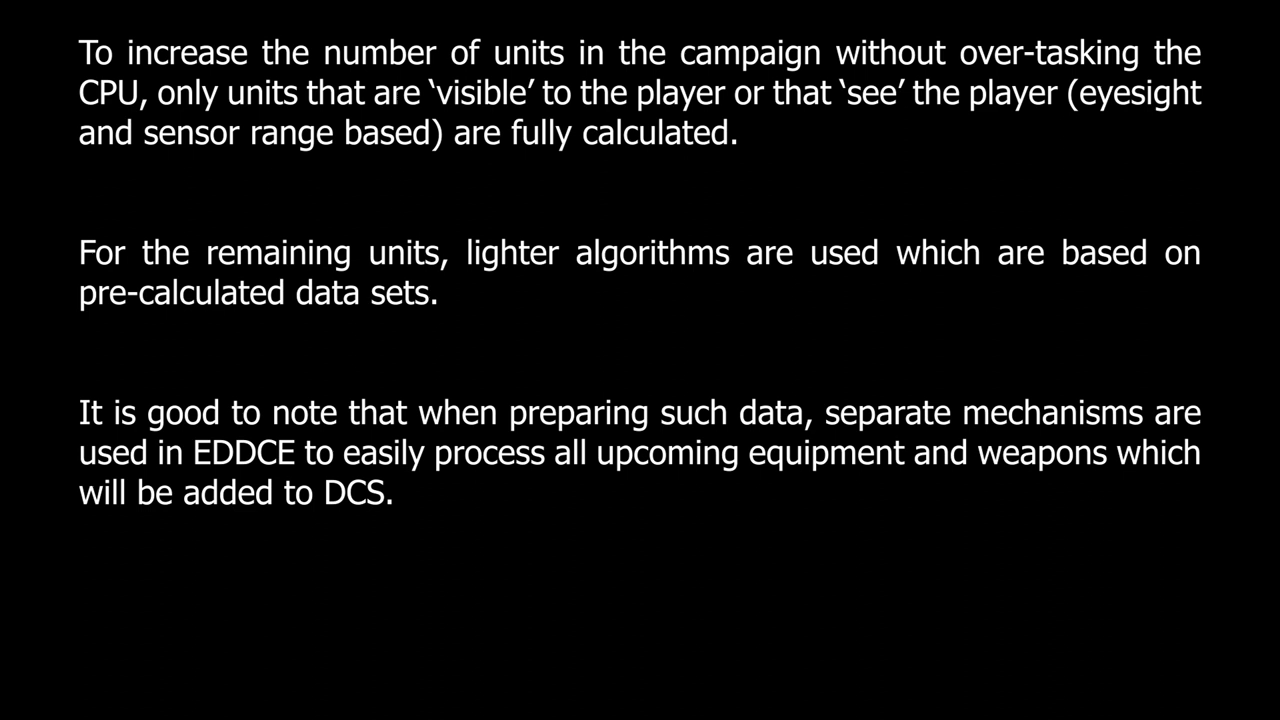 To increase the number of units in the campaign without over-tasking the
CPU, only units that are ‘visible’ to the player or that ‘see’ the player (eyesight
and sensor range based) are fully calculated.
For the remaining units, lighter algorithms are used which are based on
pre-calculated data sets.
It is good to note that when preparing such data, separate mechanisms are
used in EDDCE to easily process all upcoming equipment and weapons which
will be added to DCS.